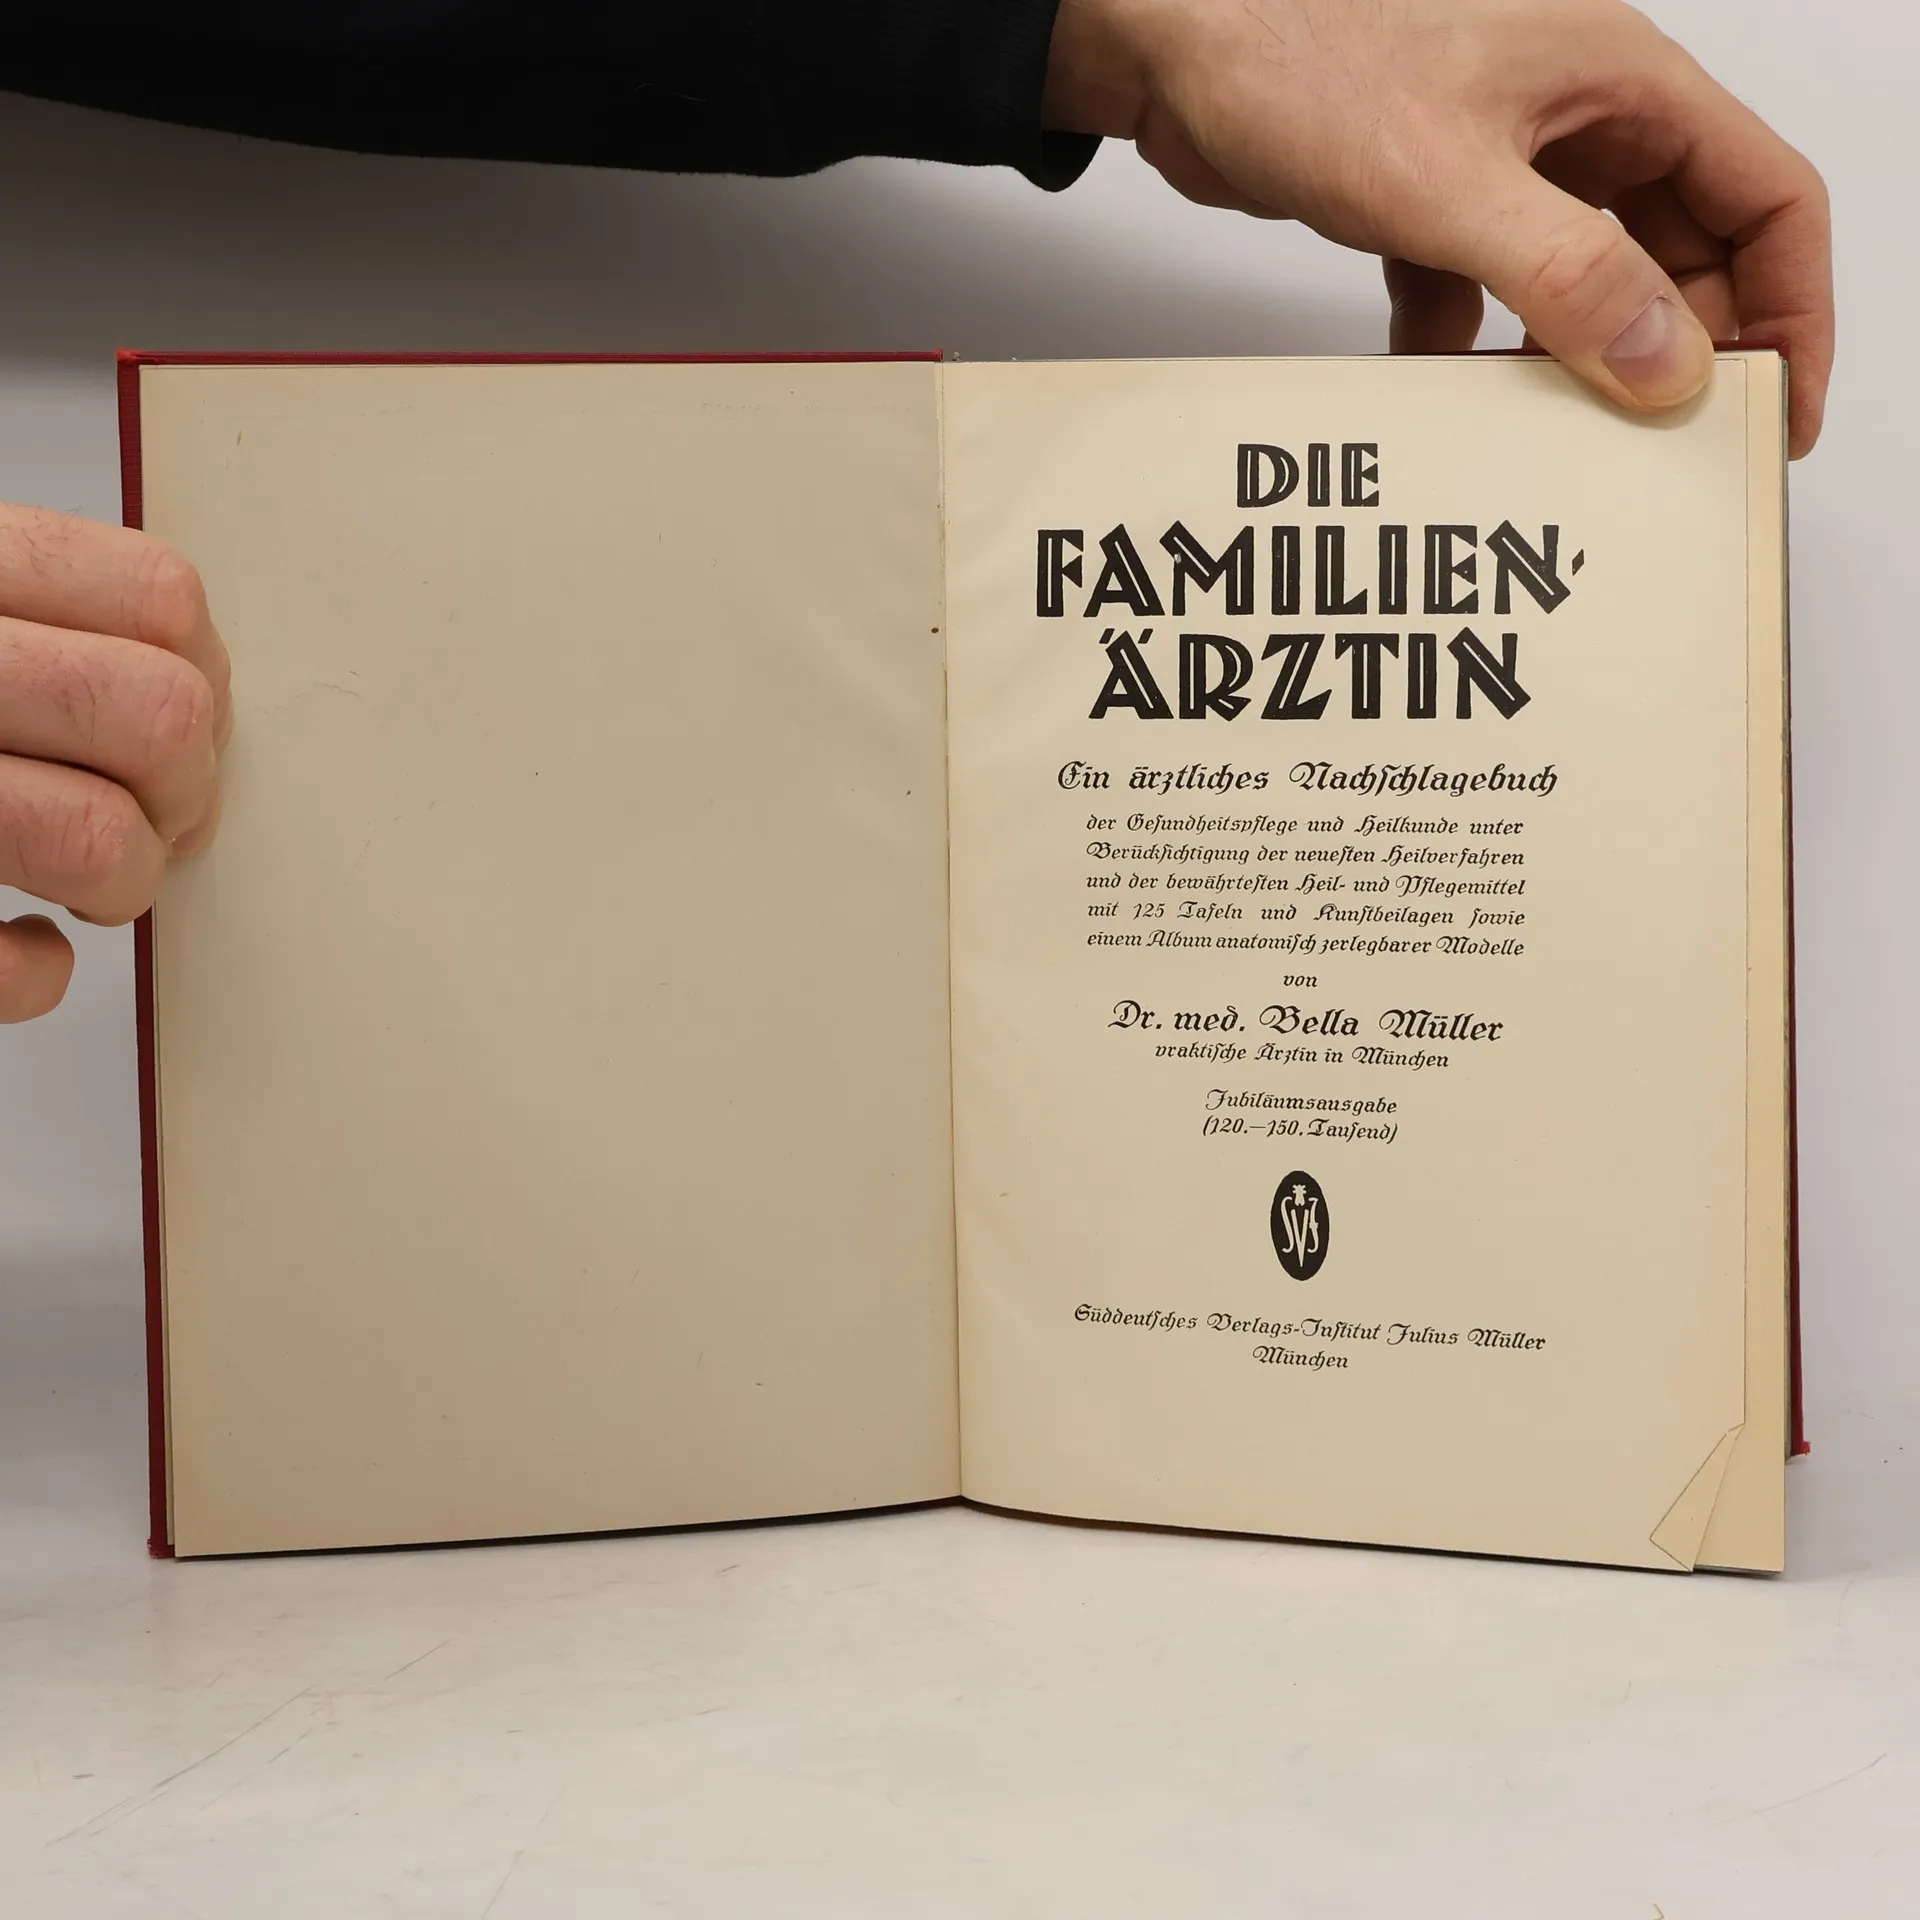 DIE
FAMILIEN-
ÄRZTIN
Ein ärztliches Nachſchlagebuch
der Geſundheitspflege und Heilkunde unter
Berückſichtigung der neueſten Heilverfahren
und der bewährteſten Heil- und Pflegemittel
mit 125 Tafeln und Kunſtbeilagen ſowie
einem Album anatomiſch zerlegbarer Modelle
von
Dr. med. Bella Müller
praktiſche Ärztin in München
Jubiläumsausgabe
(120.—150. Tauſend)
SVJ
Süddeutſches Verlags-Inſtitut Julius Müller
München